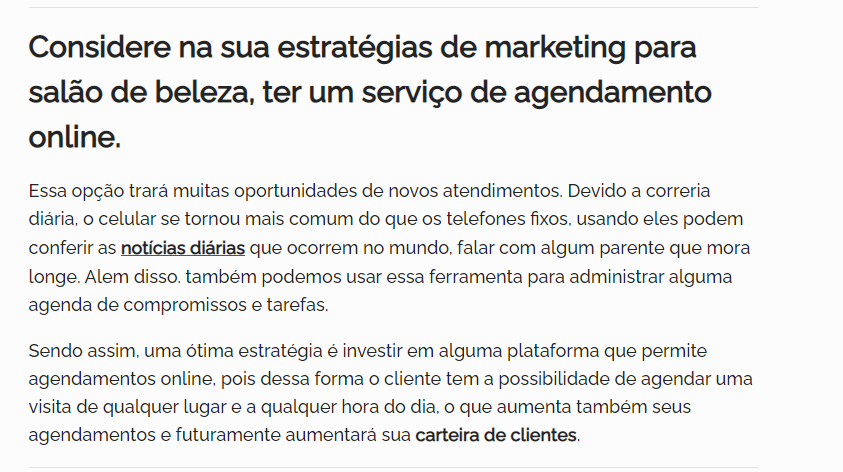 Considere na sua estratégias de marketing para
salão de beleza, ter um serviço de agendamento
online.
Essa opção trará muitas oportunidades de novos atendimentos. Devido a correria
diária, o celular se tornou mais comum do que os telefones fixos, usando eles podem
conferir as notícias diárias que ocorrem no mundo, falar com algum parente que mora
longe. Alem disso. também podemos usar essa ferramenta para administrar alguma
agenda de compromissos e tarefas.
Sendo assim, uma ótima estratégia é investir em alguma plataforma que permite
agendamentos online, pois dessa forma o cliente tem a possibilidade de agendar uma
visita de qualquer lugar e a qualquer hora do dia, o que aumenta também seus
agendamentos e futuramente aumentará sua carteira de clientes.